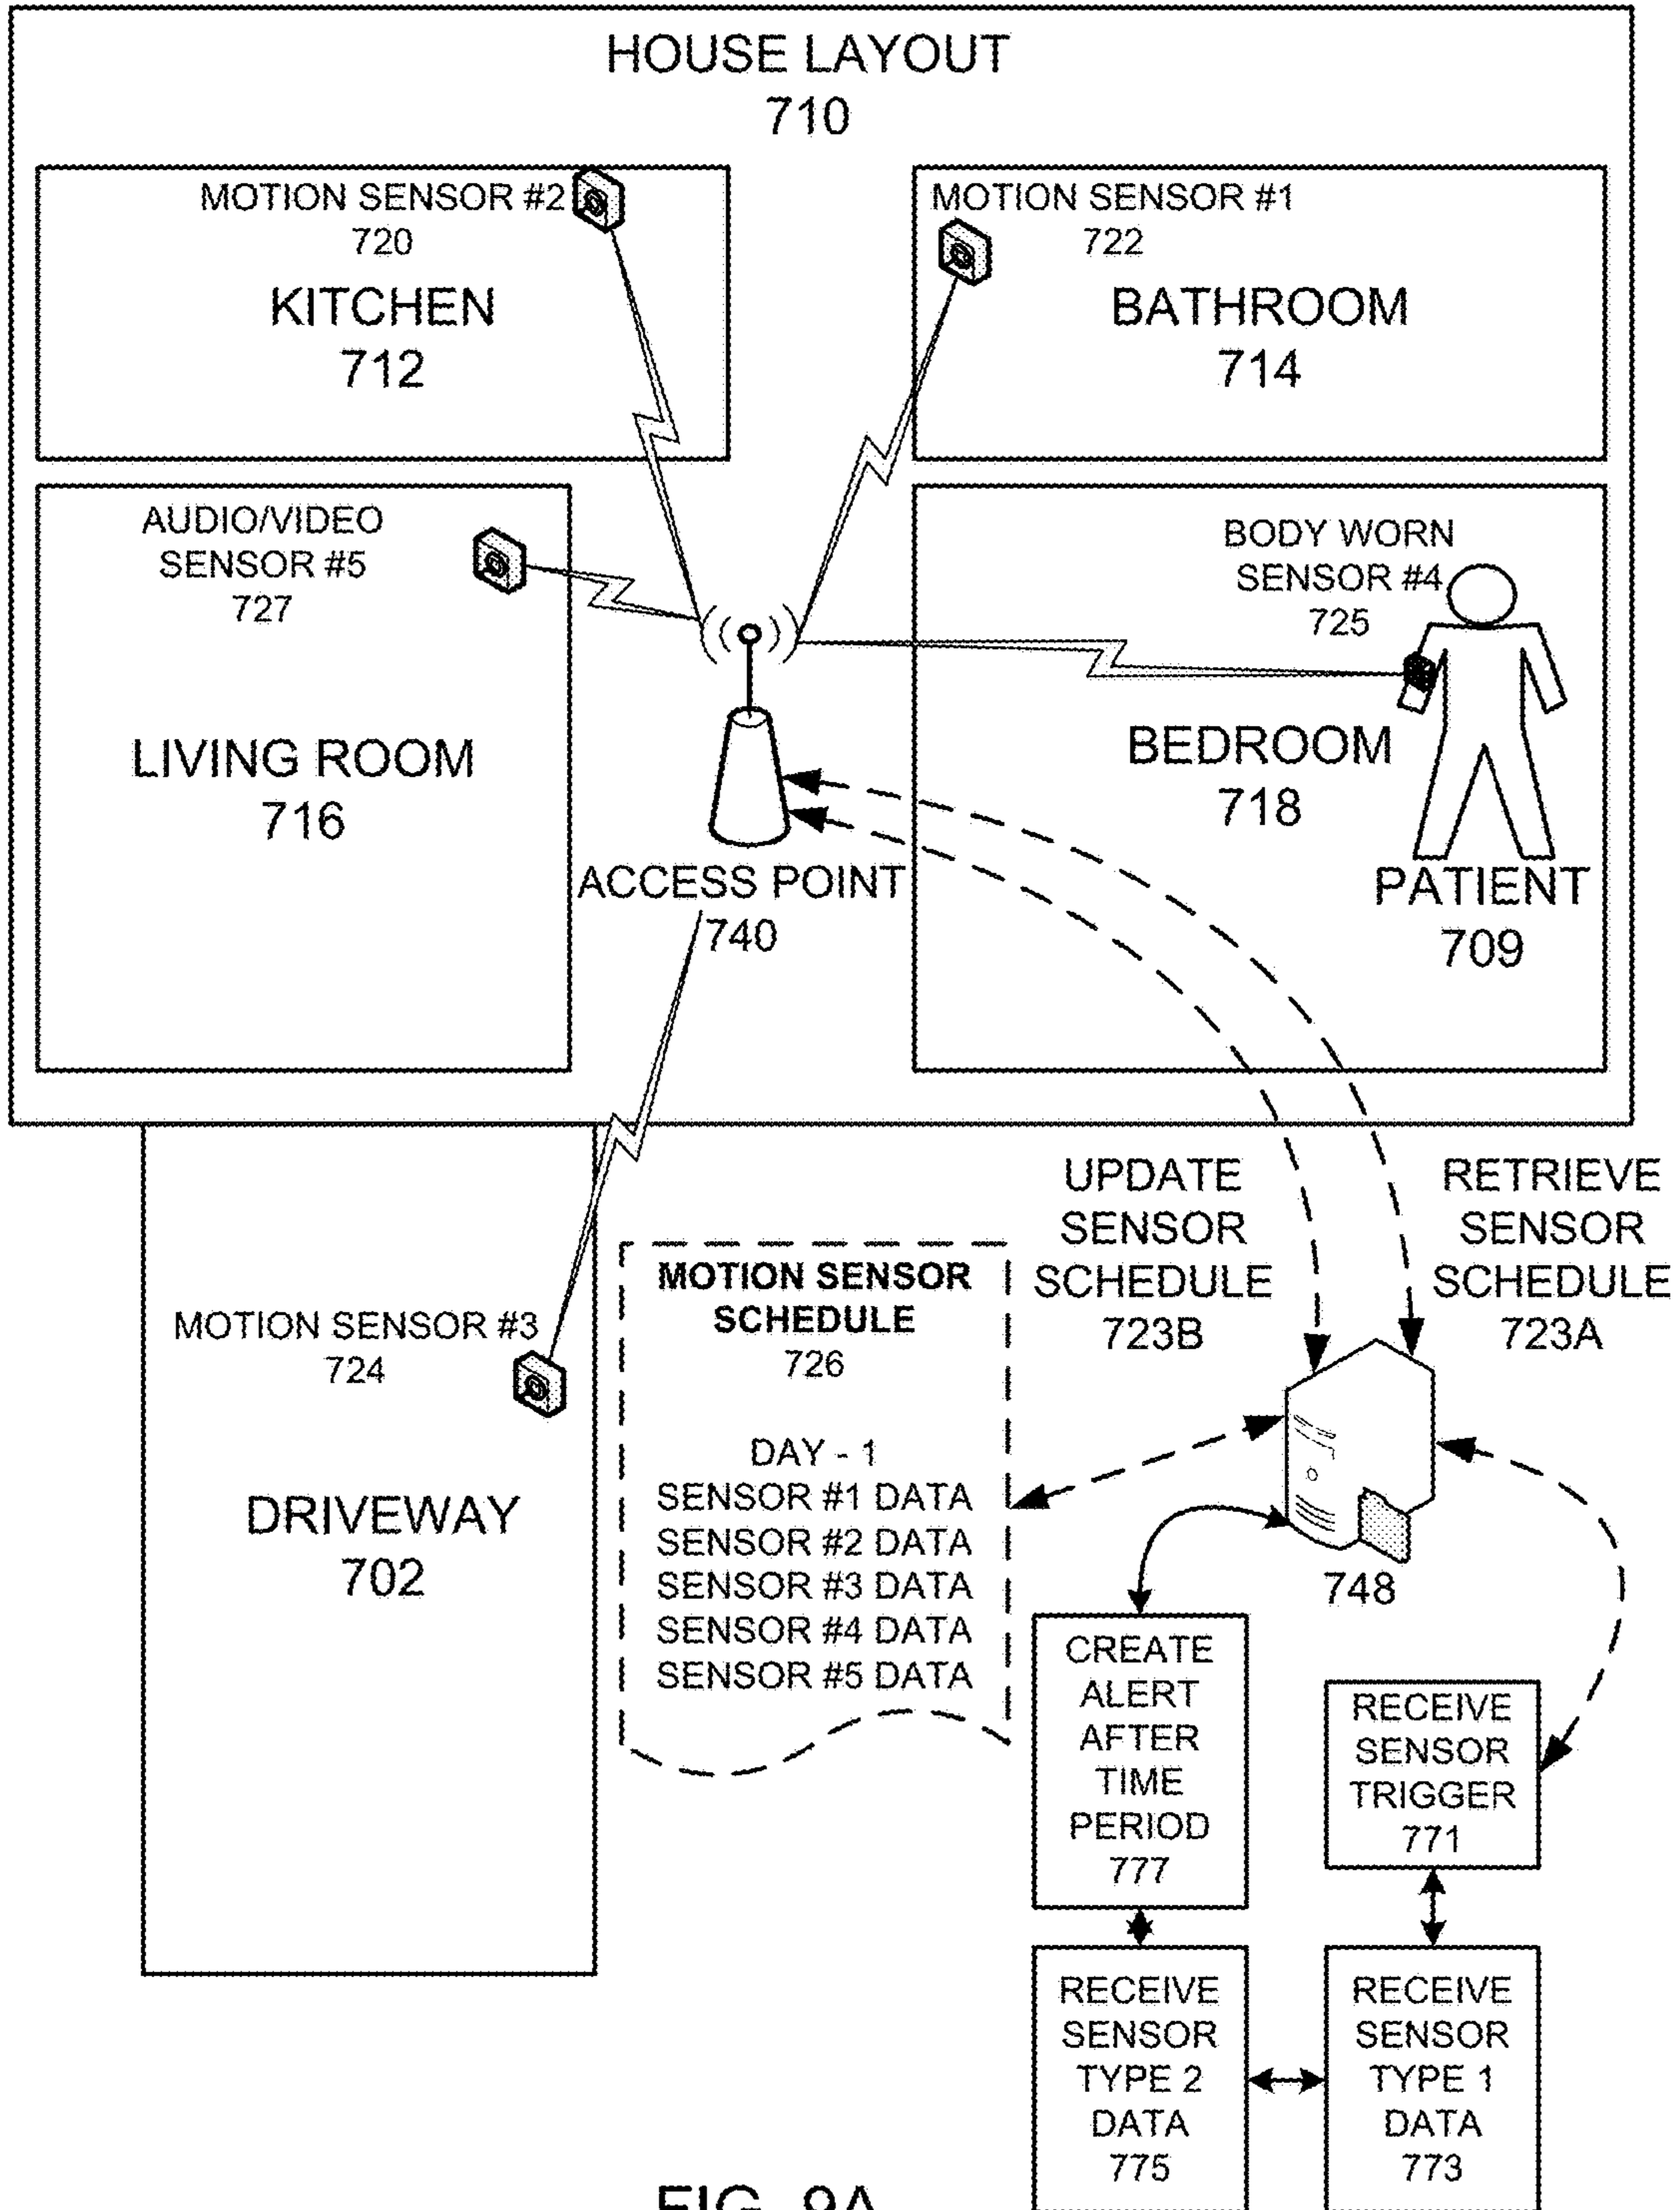 HOUSE LAYOUT
710
MOTION SENSOR #2
720
KITCHEN
712
MOTION SENSOR #1
722
BATHROOM
714
AUDIO/VIDEO
SENSOR #5
727
LIVING ROOM
716
BODY WORN
SENSOR #4
725
BEDROOM
718
PATIENT
709
ACCESS POINT
740
MOTION SENSOR #3
724
DRIVEWAY
702
MOTION SENSOR
SCHEDULE
726
DAY - 1
SENSOR #1 DATA
SENSOR #2 DATA
SENSOR #3 DATA
SENSOR #4 DATA
SENSOR #5 DATA
UPDATE
SENSOR
SCHEDULE
723B
RETRIEVE
SENSOR
SCHEDULE
723A
748
CREATE
ALERT
AFTER
TIME
PERIOD
777
RECEIVE
SENSOR
TRIGGER
771
RECEIVE
SENSOR
TYPE 2
DATA
775
RECEIVE
SENSOR
TYPE 1
DATA
773
FIG. 9A